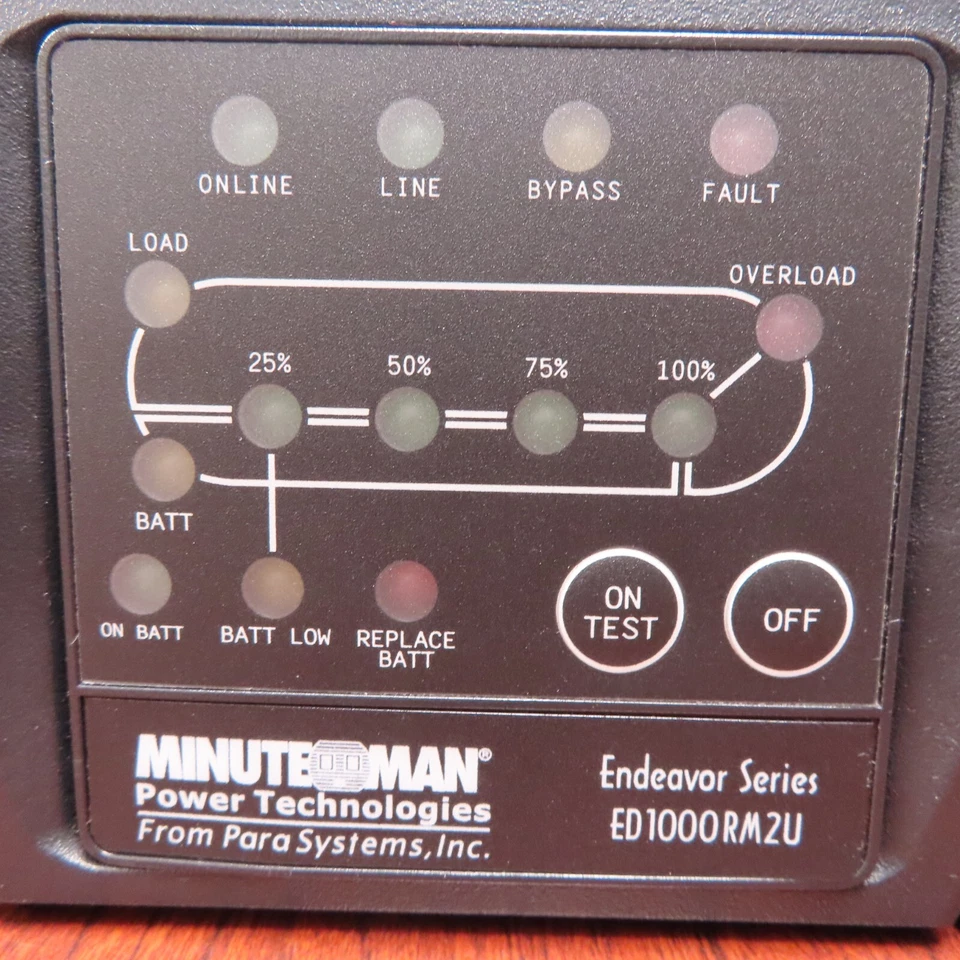 ONLINE LINE BYPASS FAULT
LOAD
OVERLOAD
25% 50% 75% 100%
BATT
ON BATT BATT LOW REPLACE
BATT
ON
TEST
OFF
MINUTEMAN®
Power Technologies
From Para Systems, Inc.
Endeavor Series
ED1000RM2U